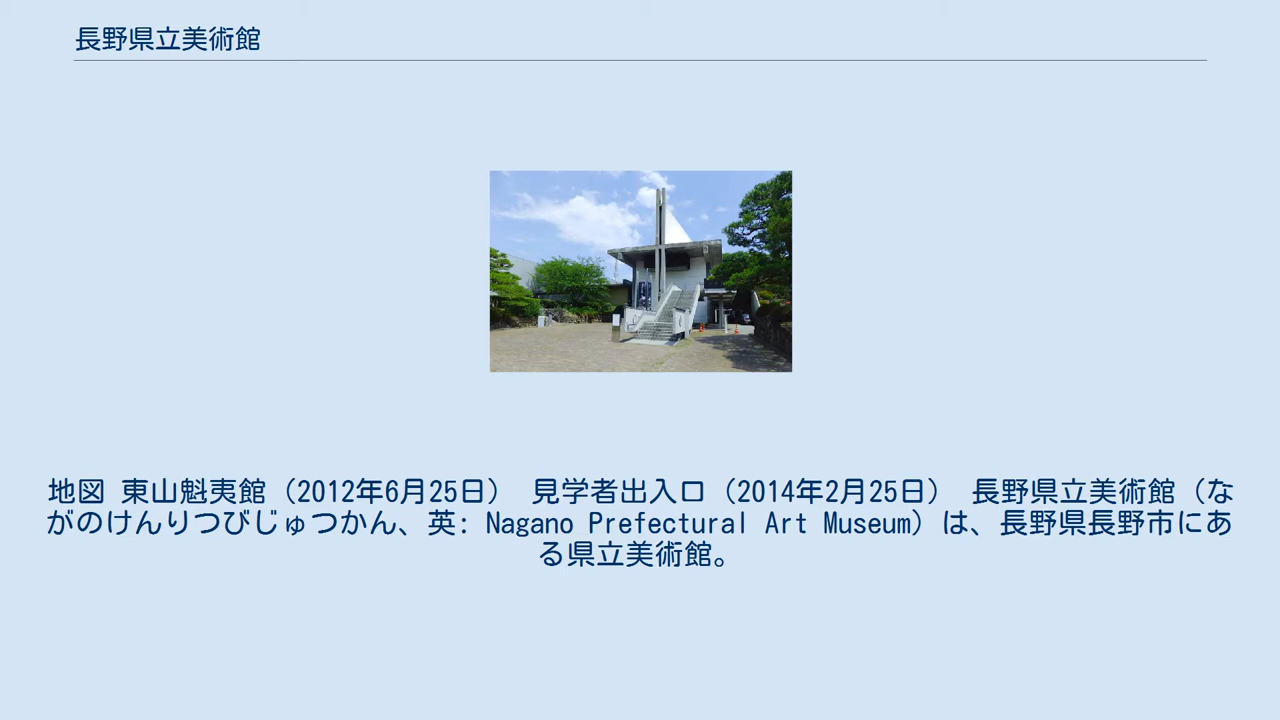 長野県立美術館
地図 東山魁夷館（2012年6月25日） 見学者出入口（2014年2月25日） 長野県立美術館（な
がのけんりつびじゅつかん、英: Nagano Prefectural Art Museum）は、長野県長野市にあ
る県立美術館。